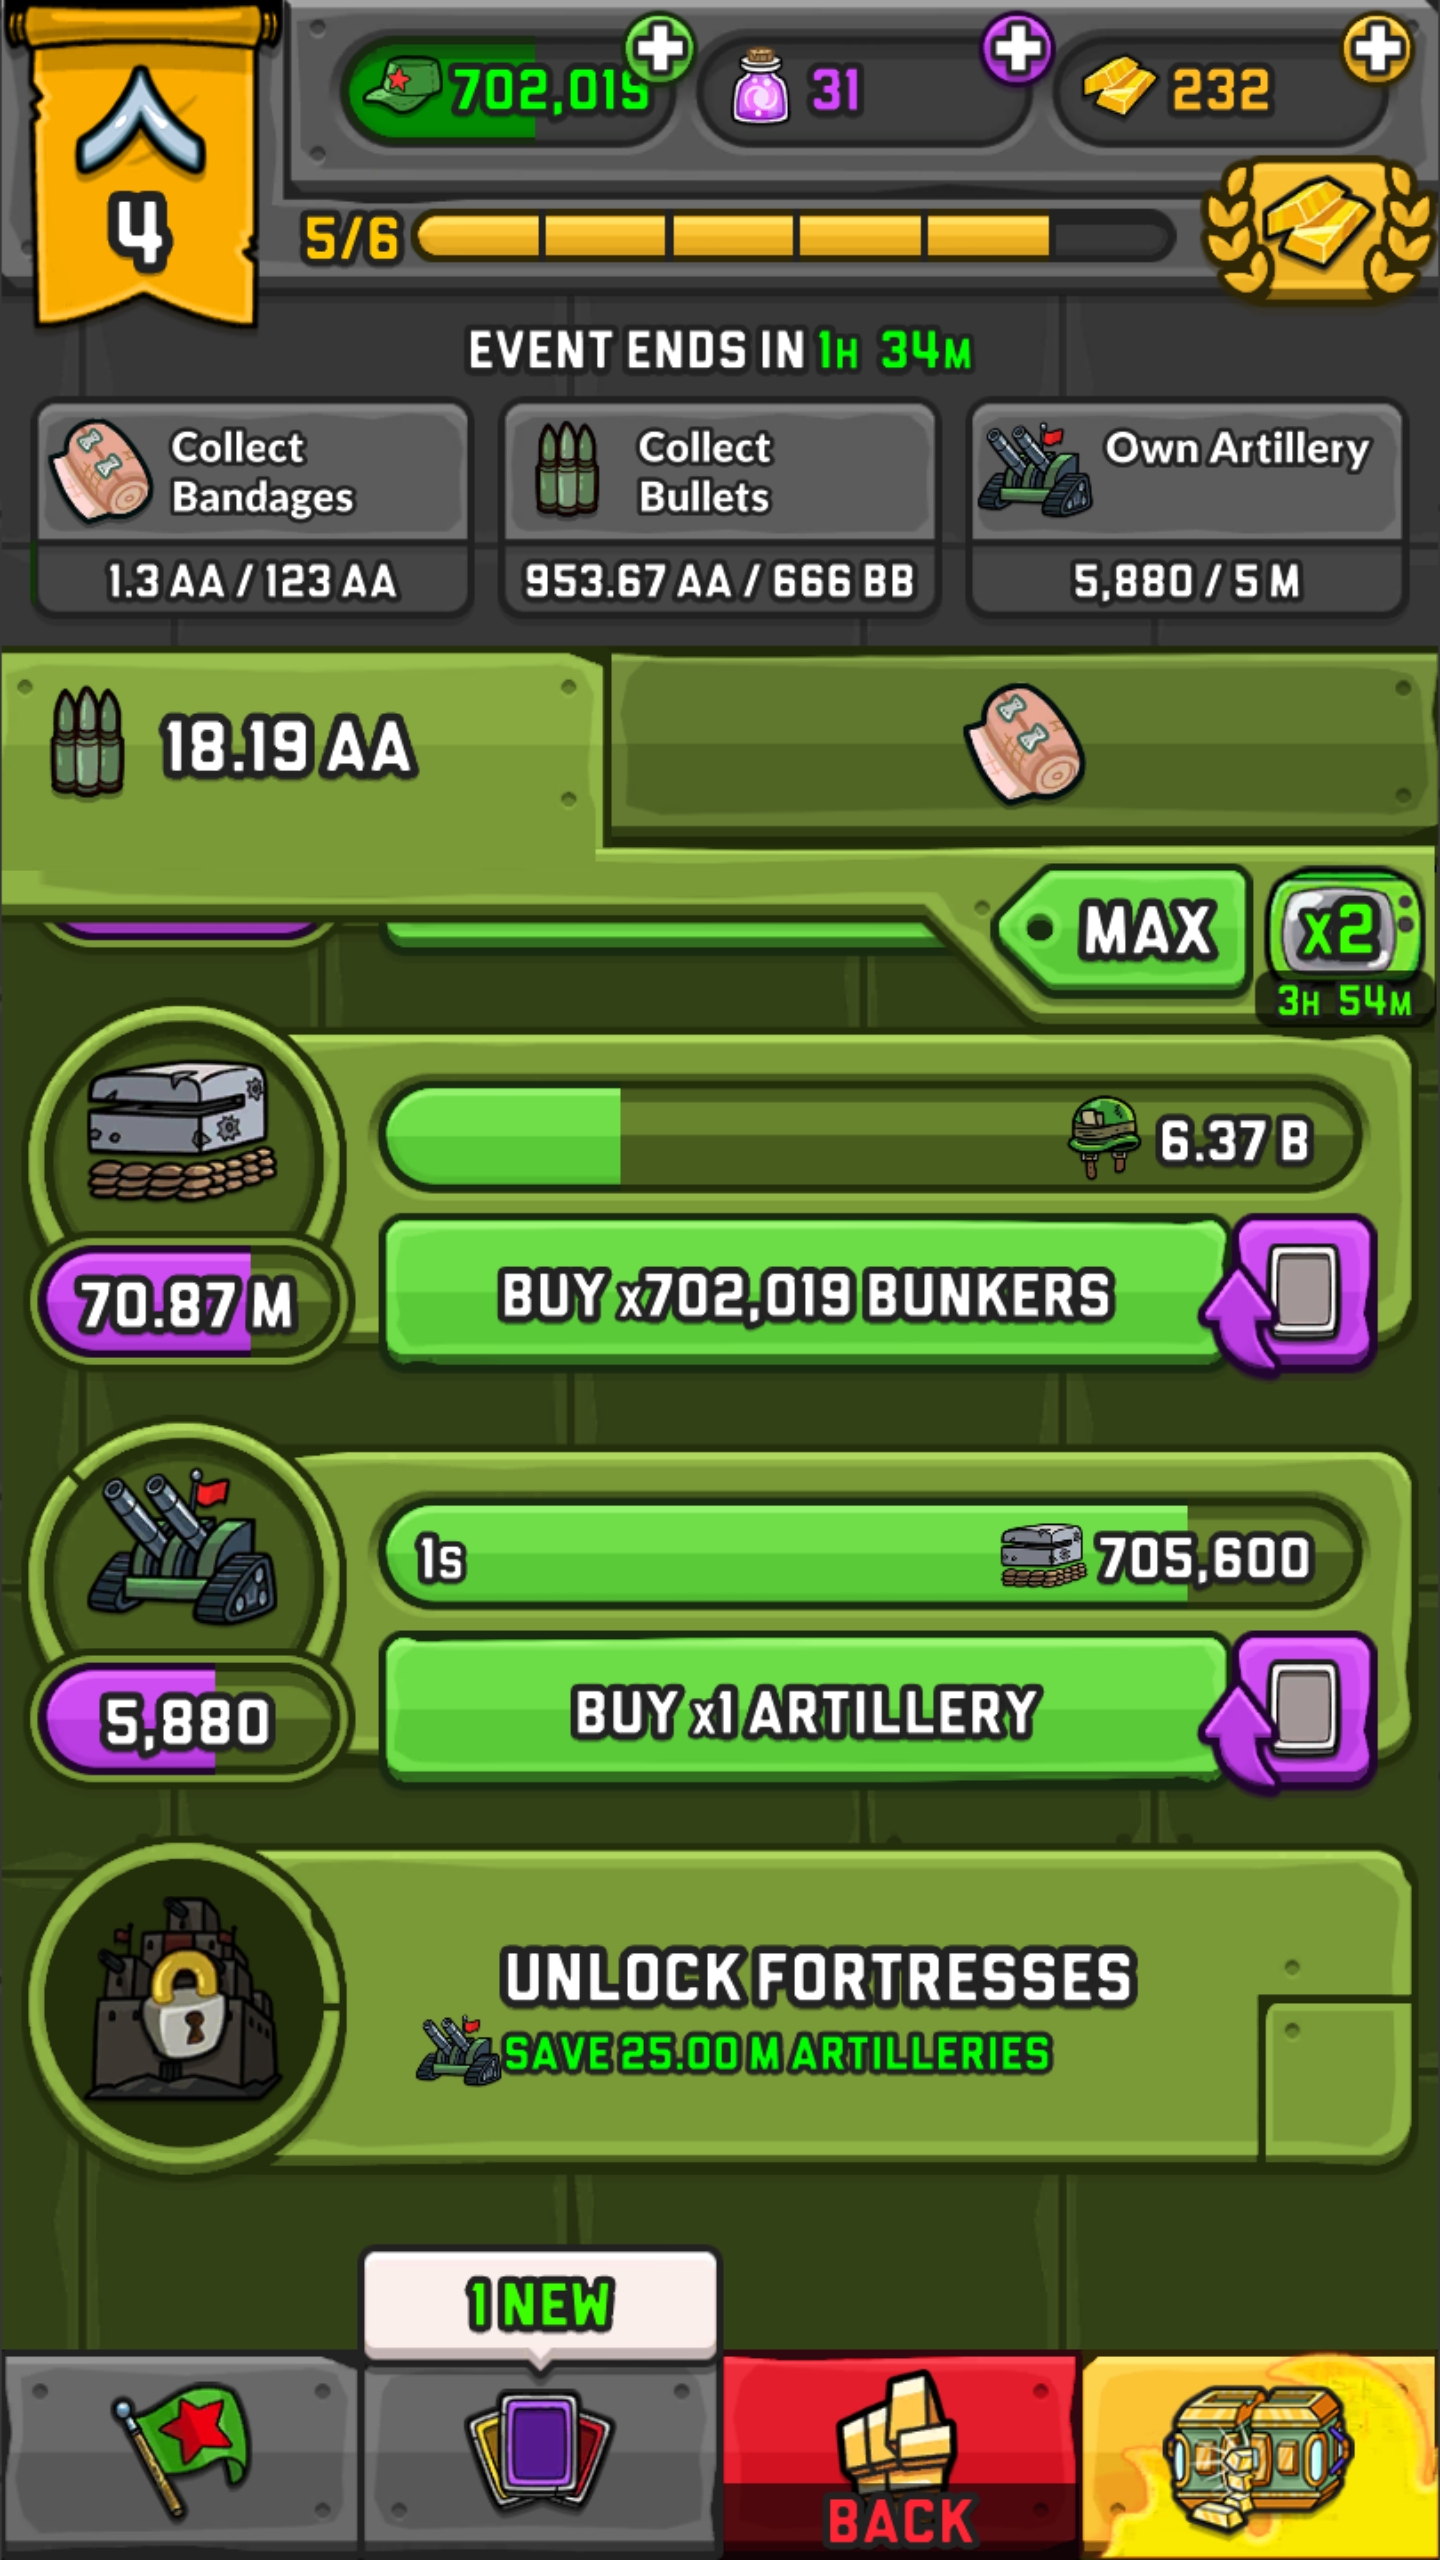 702,019
31
232
4
5/6
EVENT ENDS IN 1H 34M
Collect
Bandages
1.3 AA / 123 AA
Collect
Bullets
953.67 AA / 666 BB
Own Artillery
5,880 / 5 M
18.19 AA
MAX
x2
3H 54M
6.37 B
70.87 M
BUY x702,019 BUNKERS
1s
705,600
5,880
BUY x1 ARTILLERY
UNLOCK FORTRESSES
SAVE 25.00 M ARTILLERIES
1 NEW
BACK